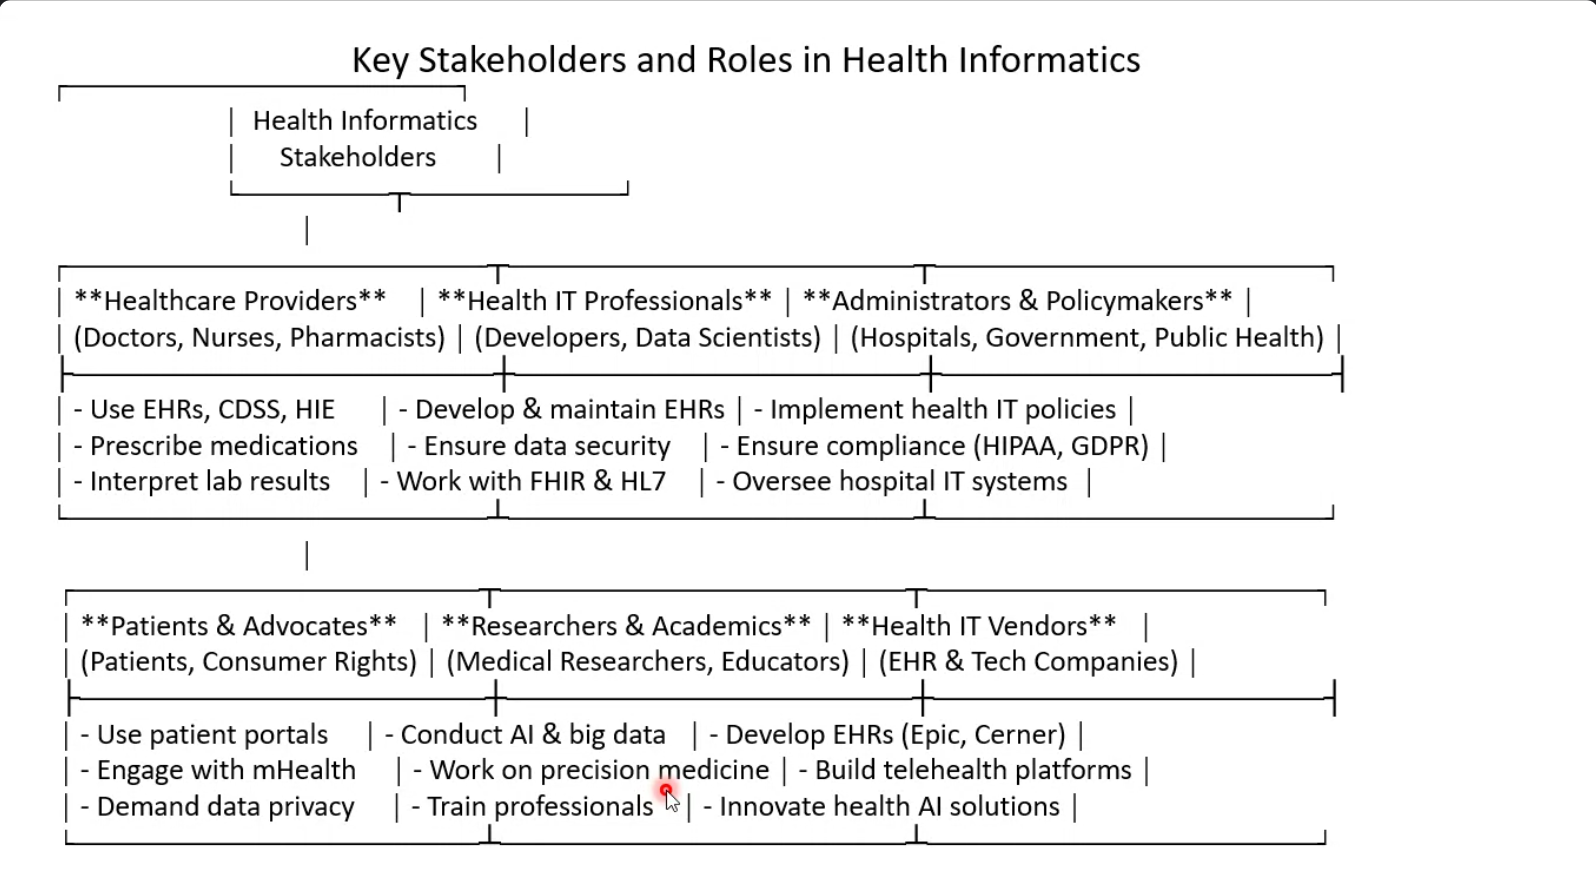 Key Stakeholders and Roles in Health Informatics
| Health Informatics |
| Stakeholders |
|
| **Healthcare Providers** | **Health IT Professionals** | **Administrators & Policymakers** |
| (Doctors, Nurses, Pharmacists) | (Developers, Data Scientists) | (Hospitals, Government, Public Health) |
| - Use EHRs, CDSS, HIE | - Develop & maintain EHRs | - Implement health IT policies |
| - Prescribe medications | - Ensure data security | - Ensure compliance (HIPAA, GDPR) |
| - Interpret lab results | - Work with FHIR & HL7 | - Oversee hospital IT systems |
|
| **Patients & Advocates** | **Researchers & Academics** | **Health IT Vendors** |
| (Patients, Consumer Rights) | (Medical Researchers, Educators) | (EHR & Tech Companies) |
| - Use patient portals | - Conduct AI & big data | - Develop EHRs (Epic, Cerner) |
| - Engage with mHealth | - Work on precision medicine | - Build telehealth platforms |
| - Demand data privacy | - Train professionals | - Innovate health AI solutions |